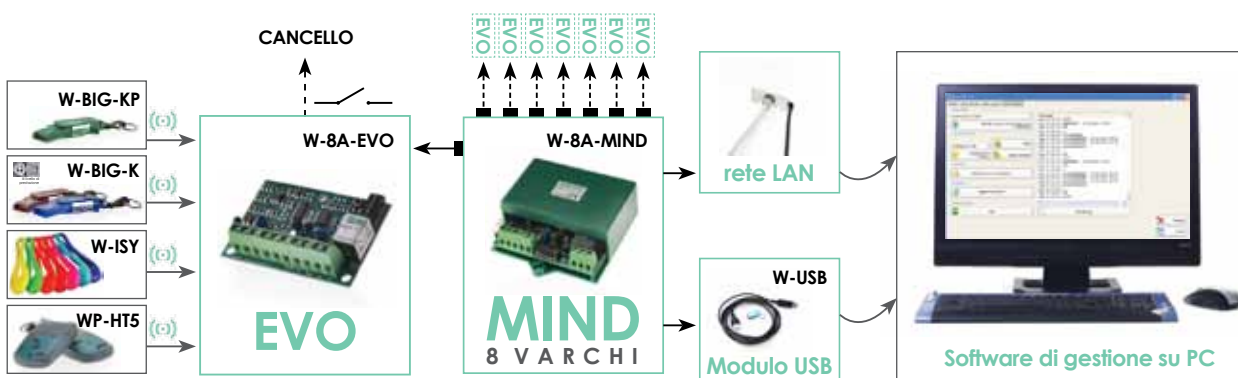 CANCELLO
EVO
EVO
EVO
EVO
EVO
EVO
EVO
W-BIG-KP
W-BIG-K
W-ISY
WP-HT5
W-8A-EVO
EVO
W-8A-MIND
MIND
8 VARCHI
rete LAN
W-USB
Modulo USB
Software di gestione su PC